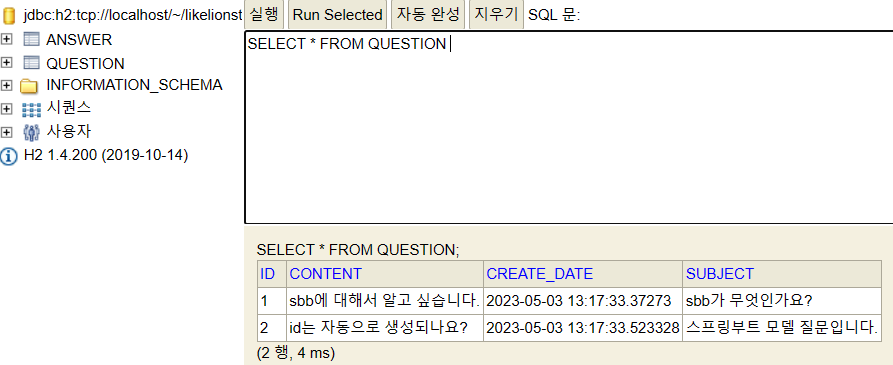 jdbc:h2:tcp://localhost/~/likelionst
실행 Run Selected 자동 완성 지우기 SQL 문:
ANSWER
QUESTION
INFORMATION_SCHEMA
시퀀스
사용자
H2 1.4.200 (2019-10-14)
SELECT * FROM QUESTION
SELECT * FROM QUESTION;
ID CONTENT CREATE_DATE SUBJECT
1 sbb에 대해서 알고 싶습니다. 2023-05-03 13:17:33.37273 sbb가 무엇인가요?
2 id는 자동으로 생성되나요? 2023-05-03 13:17:33.523328 스프링부트 모델 질문입니다.
(2 행, 4 ms)